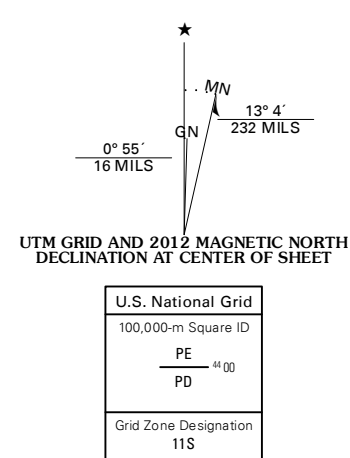 ★
MN
GN
13° 4´
232 MILS
0° 55´
16 MILS
UTM GRID AND 2012 MAGNETIC NORTH
DECLINATION AT CENTER OF SHEET
U.S. National Grid
100,000-m Square ID
PE
44 00
PD
Grid Zone Designation
11S